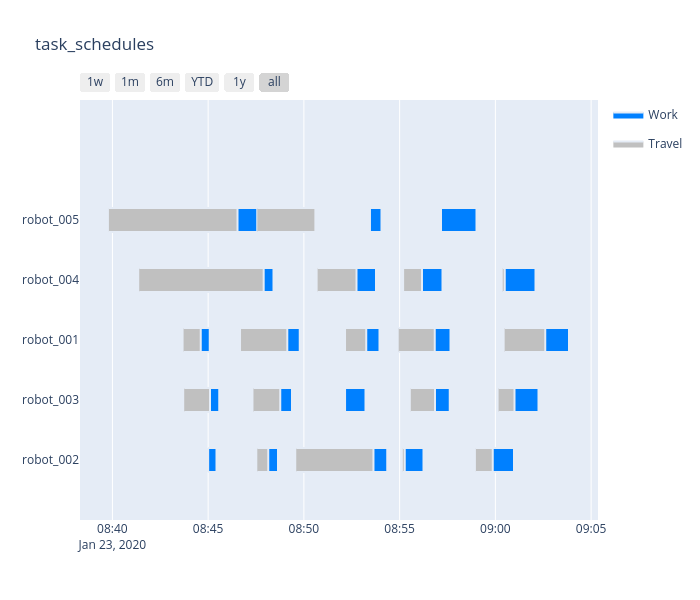 task_schedules
1w 1m 6m YTD 1y all
Work
Travel
robot_005
robot_004
robot_001
robot_003
robot_002
08:40 08:45 08:50 08:55 09:00 09:05
Jan 23, 2020